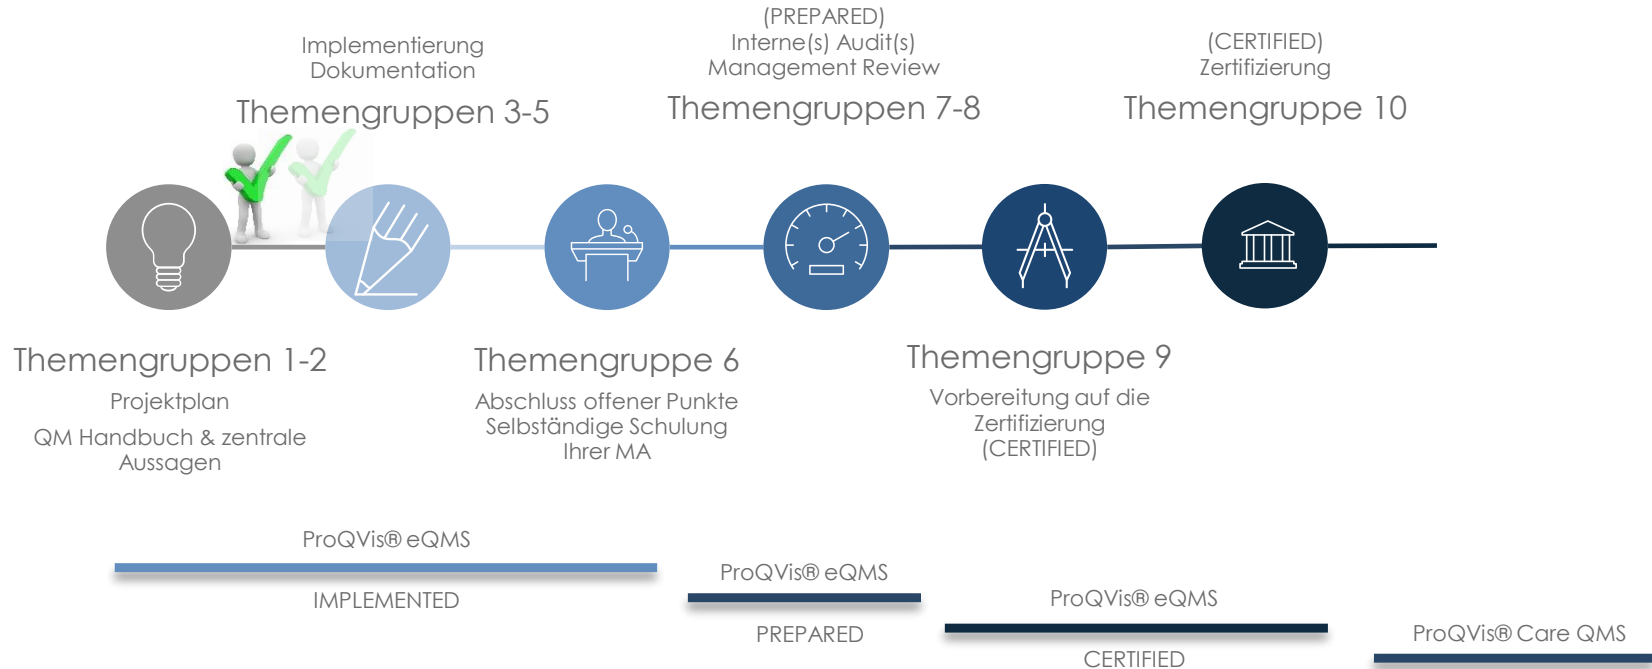 (PREPARED)
Implementierung
Dokumentation
Interne(s) Audit(s)
Management Review
(CERTIFIED)
Zertifizierung
Themengruppen 3-5
Themengruppen 7-8
Themengruppe 10
Themengruppen 1-2
Projektplan
QM Handbuch & zentrale
Aussagen
Themengruppe 6
Abschluss offener Punkte
Selbständige Schulung
Ihrer MA
Themengruppe 9
Vorbereitung auf die
Zertifizierung
(CERTIFIED)
ProQVis® eQMS
IMPLEMENTED
ProQVis® eQMS
PREPARED
ProQVis® eQMS
CERTIFIED
ProQVis® Care QMS